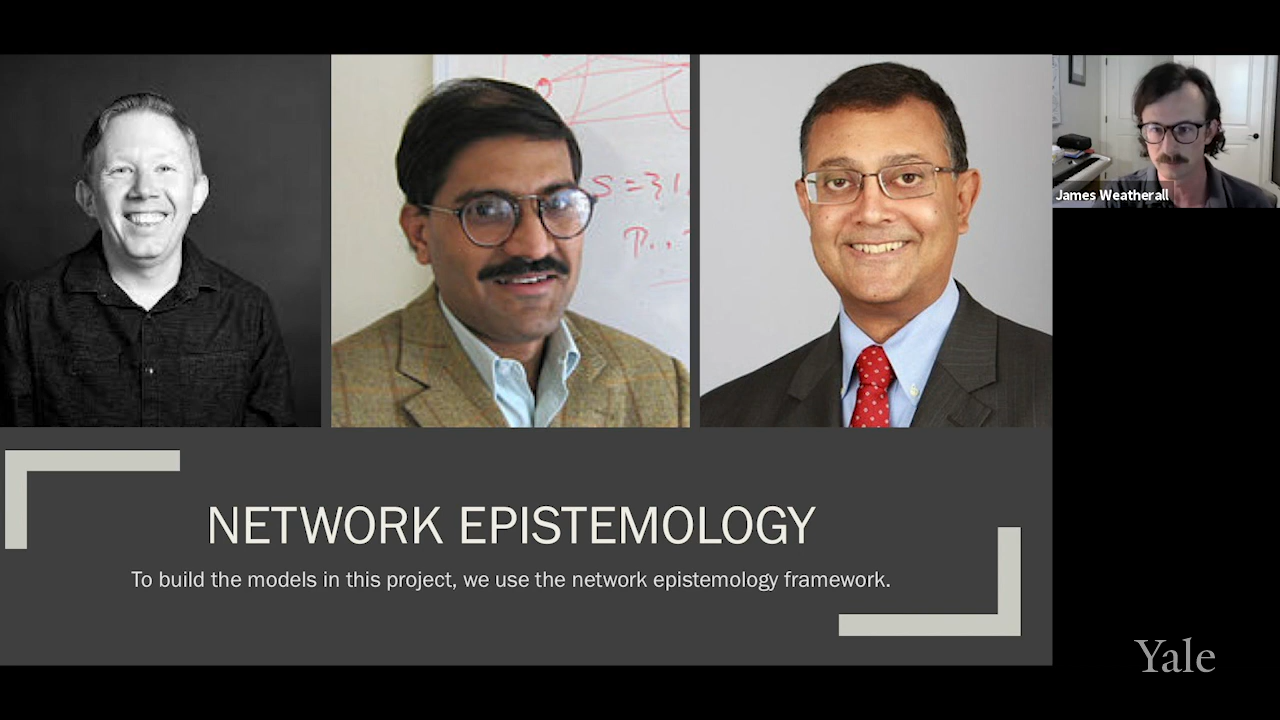 James Weatherall
NETWORK EPISTEMOLOGY
To build the models in this project, we use the network epistemology framework.
Yale